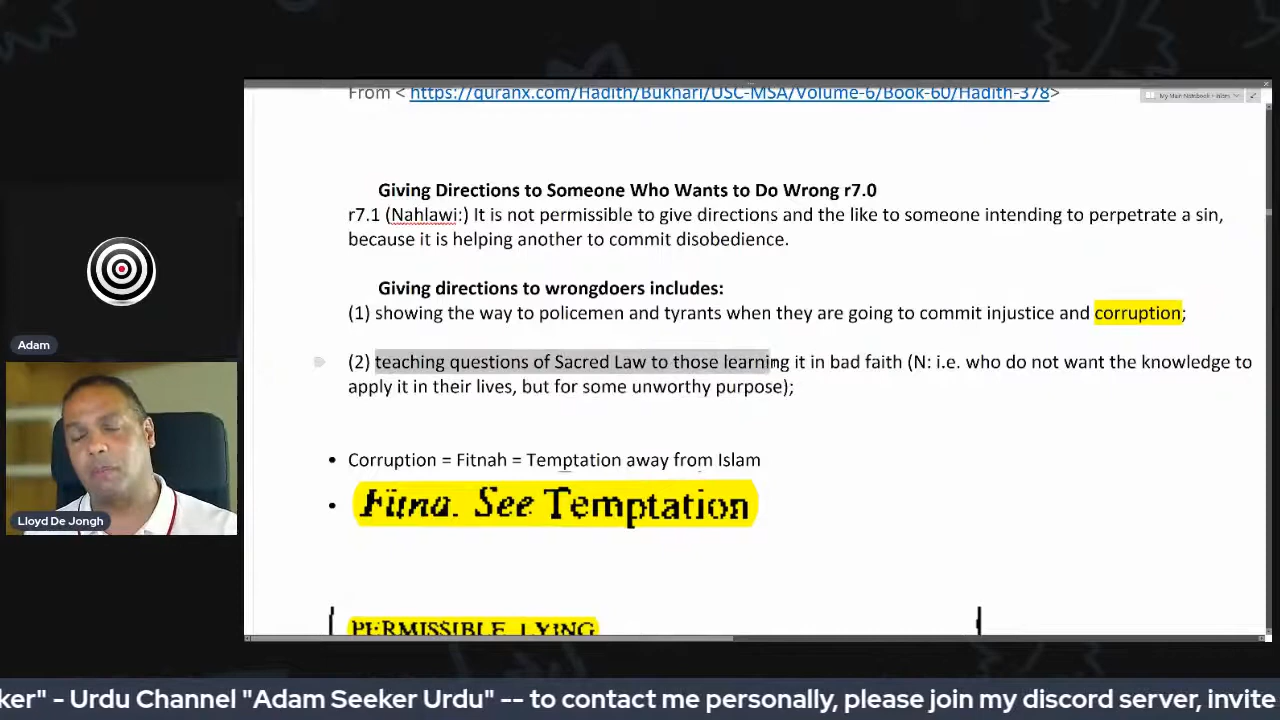 From < https://quranx.com/Hadith/Bukhari/USC-MSA/Volume-6/Book-60/Hadith-378>
Giving Directions to Someone Who Wants to Do Wrong r7.0
r7.1 (Nahlawi:) It is not permissible to give directions and the like to someone intending to perpetrate a sin,
because it is helping another to commit disobedience.
Giving directions to wrongdoers includes:
(1) showing the way to policemen and tyrants when they are going to commit injustice and corruption;
(2) teaching questions of Sacred Law to those learning it in bad faith (N: i.e. who do not want the knowledge to
apply it in their lives, but for some unworthy purpose);
• Corruption = Fitnah = Temptation away from Islam
• Fitna. See Temptation
PERMISSIBLE LYING
Adam
Lloyd De Jongh
ker" - Urdu Channel "Adam Seeker Urdu" -- to contact me personally, please join my discord server, invite